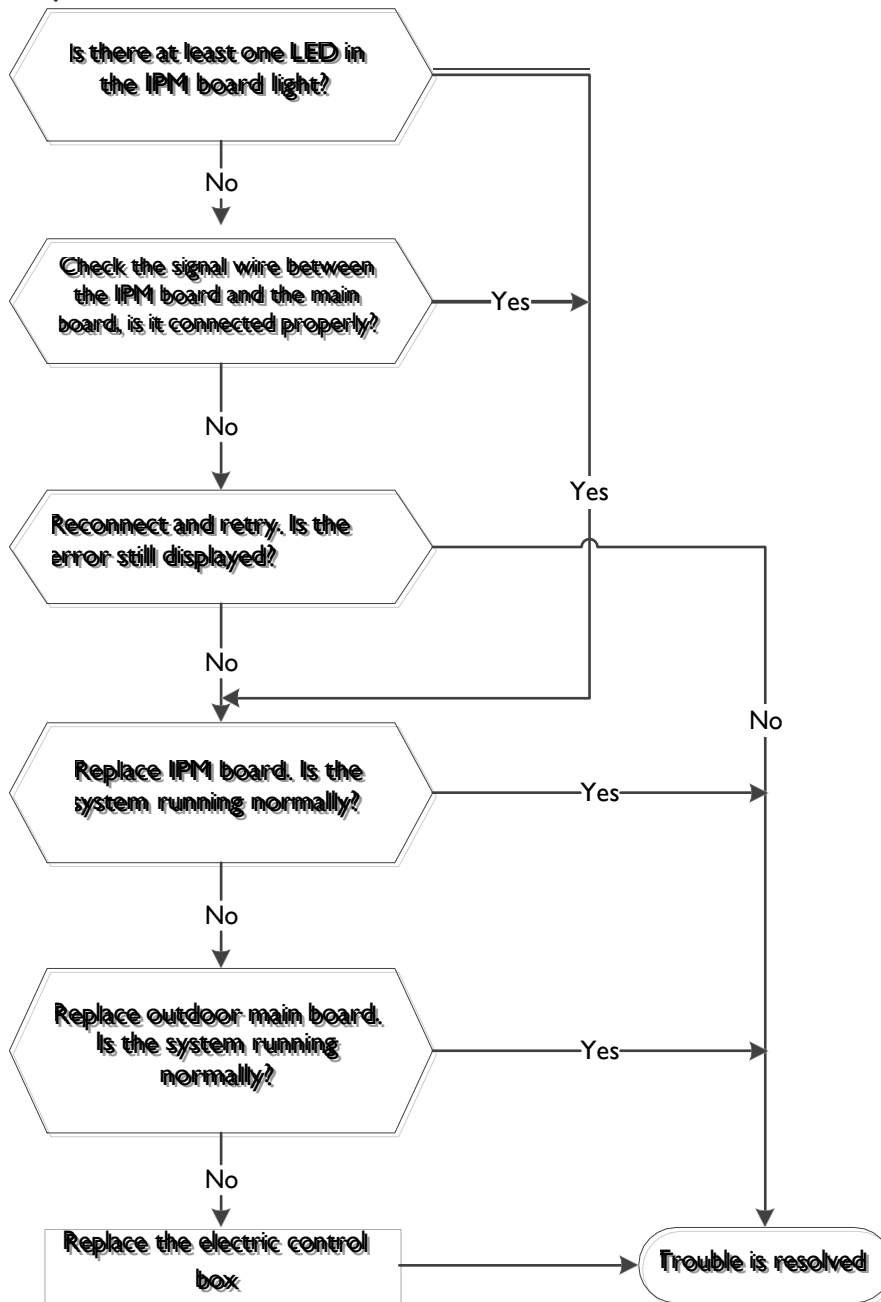 Is there at least one LED in
the IPM board light?
No
Check the signal wire between
the IPM board and the main
board, is it connected properly?
Yes
No
Yes
Reconnect and retry. Is the
error still displayed?
No
No
Replace IPM board. Is the
system running normally?
Yes
No
Replace outdoor main board.
Is the system running
normally?
Yes
No
Replace the electric control
box
Trouble is resolved